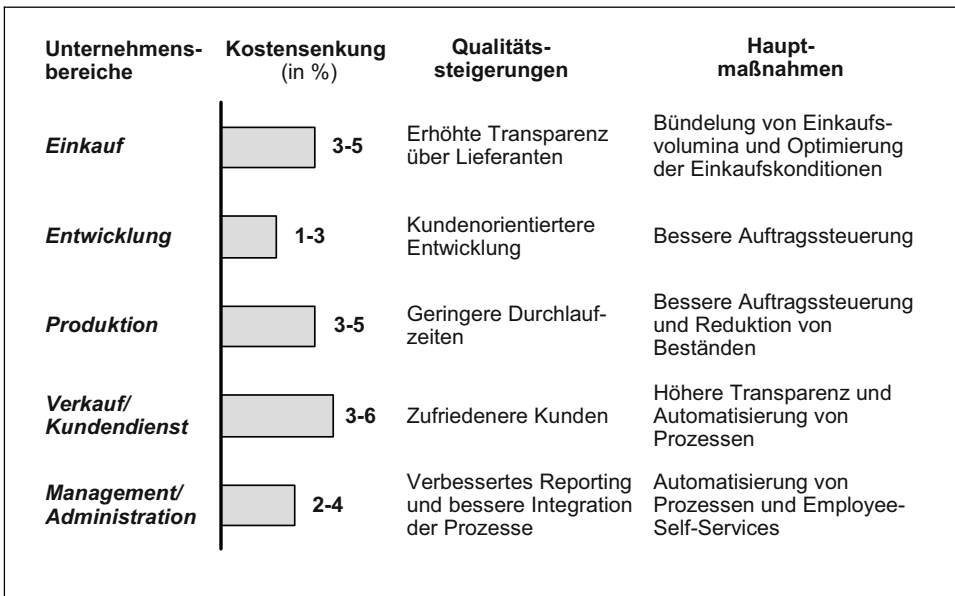 Unternehmens-
bereiche
Kostensenkung
(in %)
Qualitäts-
steigerungen
Haupt-
maßnahmen
Einkauf
3-5
Erhöhte Transparenz
über Lieferanten
Bündelung von Einkaufs-
volumina und Optimierung
der Einkaufskonditionen
Entwicklung
1-3
Kundenorientiertere
Entwicklung
Bessere Auftragssteuerung
Produktion
3-5
Geringere Durchlauf-
zeiten
Bessere Auftragssteuerung
und Reduktion von
Beständen
Verkauf/
Kundendienst
3-6
Zufriedenere Kunden
Höhere Transparenz und
Automatisierung von
Prozessen
Management/
Administration
2-4
Verbessertes Reporting
und bessere Integration
der Prozesse
Automatisierung von
Prozessen und Employee-
Self-Services